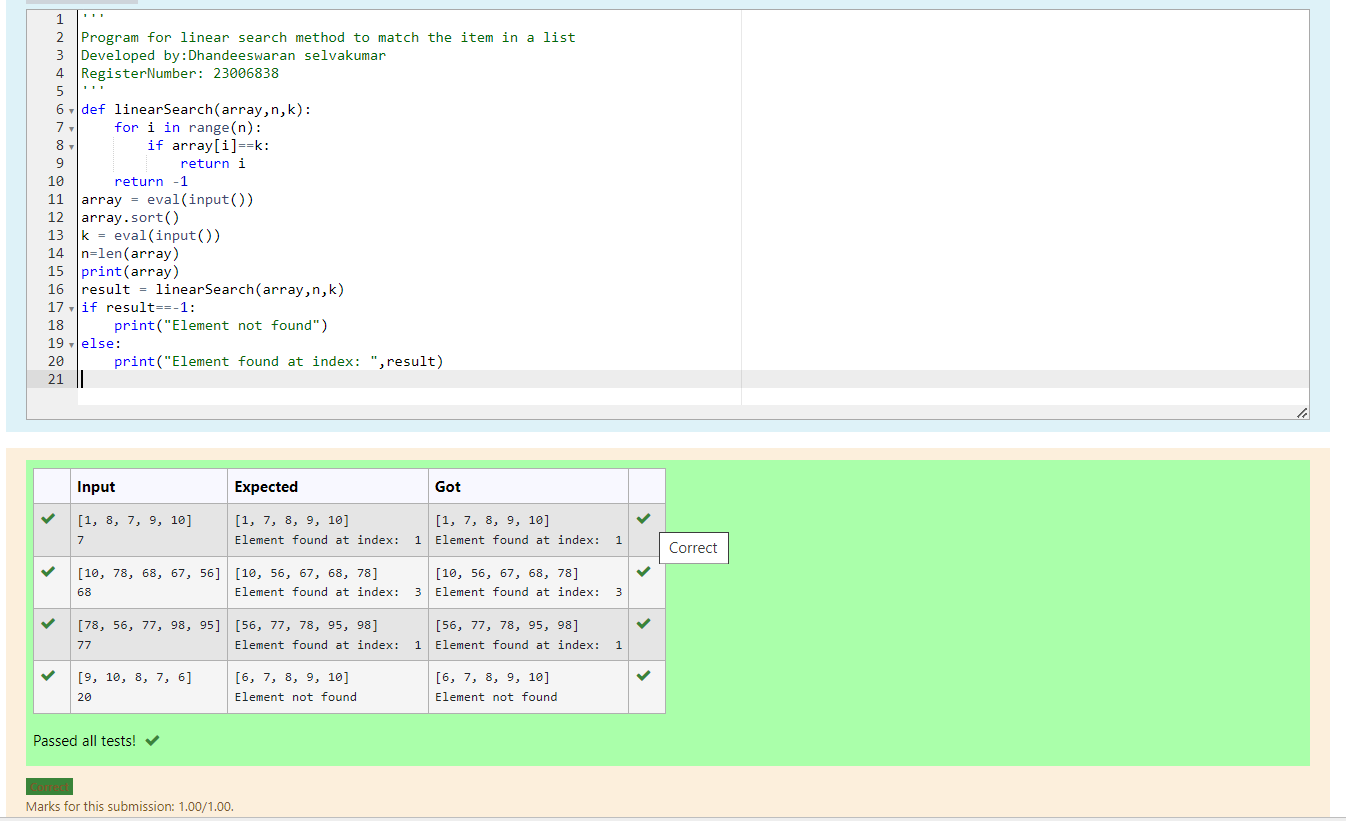 1 '''
2 Program for linear search method to match the item in a list
3 Developed by:Dhandeeswaran selvakumar
4 RegisterNumber: 23006838
5 '''
6 def linearSearch(array,n,k):
7     for i in range(n):
8         if array[i]==k:
9             return i
10     return -1
11 array = eval(input())
12 array.sort()
13 k = eval(input())
14 n=len(array)
15 print(array)
16 result = linearSearch(array,n,k)
17 if result==-1:
18     print("Element not found")
19 else:
20     print("Element found at index: ",result)
21
Input Expected Got
[1, 8, 7, 9, 10] [1, 7, 8, 9, 10] [1, 7, 8, 9, 10]
7 Element found at index:  1 Element found at index:  1
Correct
[10, 78, 68, 67, 56] [10, 56, 67, 68, 78] [10, 56, 67, 68, 78]
68 Element found at index:  3 Element found at index:  3
[78, 56, 77, 98, 95] [56, 77, 78, 95, 98] [56, 77, 78, 95, 98]
77 Element found at index:  1 Element found at index:  1
[9, 10, 8, 7, 6] [6, 7, 8, 9, 10] [6, 7, 8, 9, 10]
20 Element not found Element not found
Passed all tests!
Correct
Marks for this submission: 1.00/1.00.